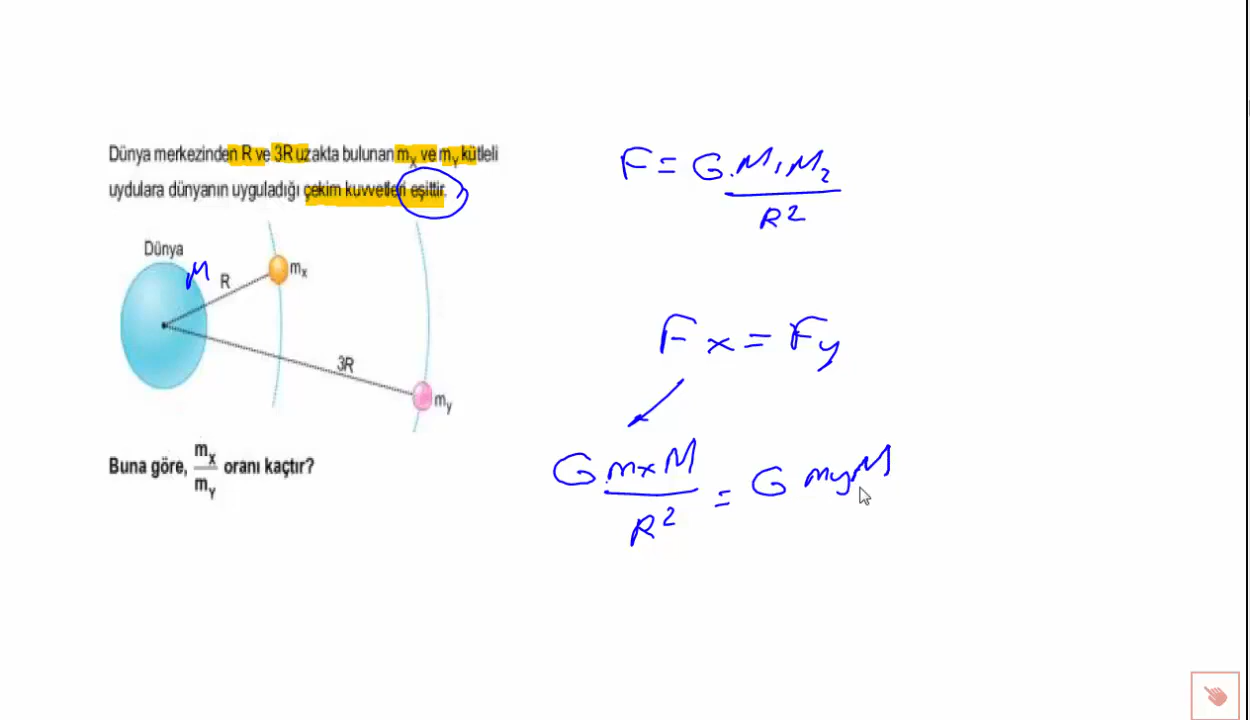 Dünya merkezinden R ve 3R uzakta bulunan mx ve my kütleli
uydulara dünyanın uyguladığı çekim kuvvetleri eşittir.
Dünya
M
R
mx
3R
my
Buna göre, mx/my oranı kaçtır?
F = G.M1M2/R²
Fx = Fy
G.mxM/R² = G myM